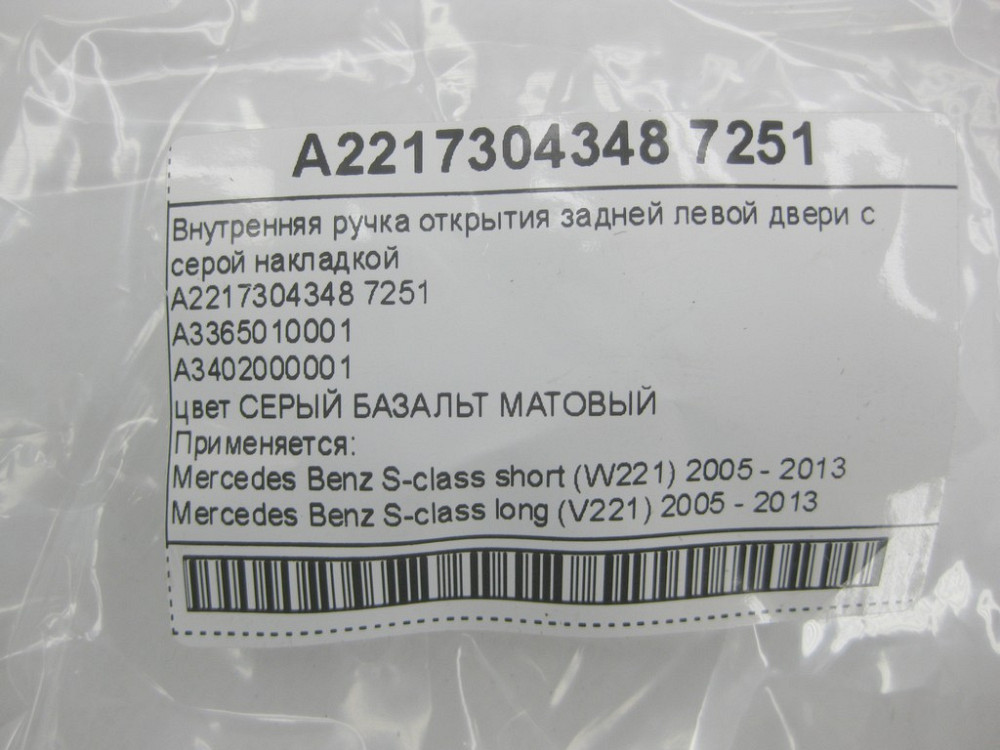 A2217304348 7251
Внутренняя ручка открытия задней левой двери с
серой накладкой
A2217304348 7251
A3365010001
A3402000001
цвет СЕРЫЙ БАЗАЛЬТ МАТОВЫЙ
Применяется:
Mercedes Benz S-class short (W221) 2005 - 2013
Mercedes Benz S-class long (V221) 2005 - 2013